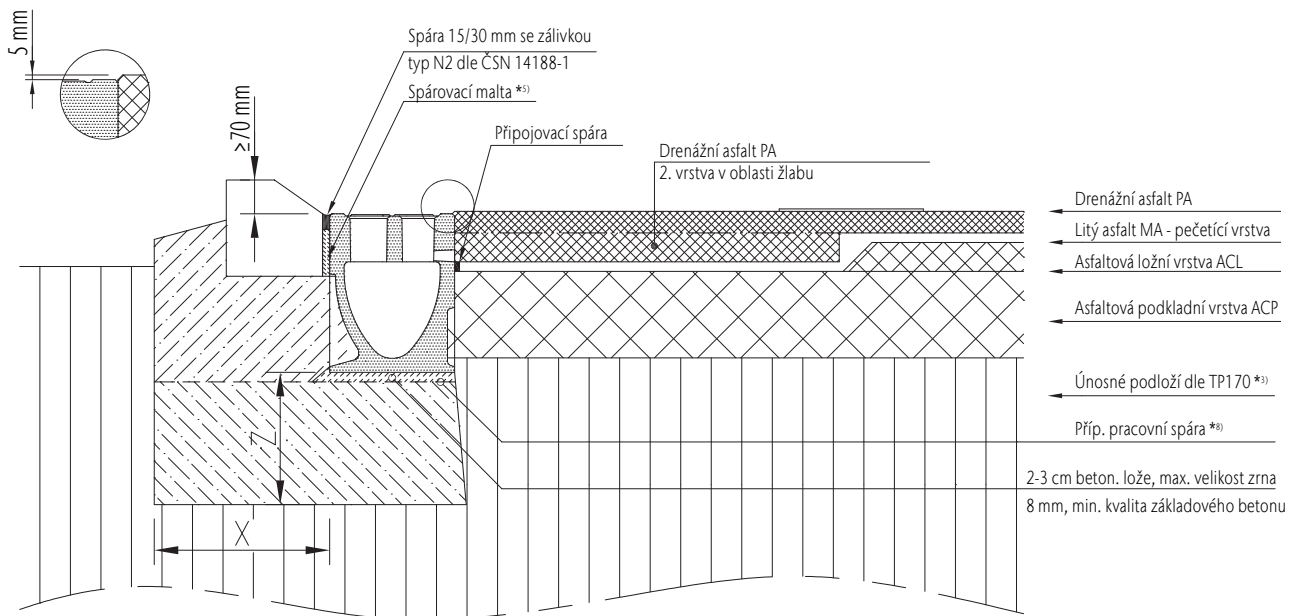 5 mm
Spára 15/30 mm se zálivkou
typ N2 dle ČSN 14188-1
Spárovací malta *5)
≥70 mm
Připojovací spára
Drenážní asfalt PA
2. vrstva v oblasti žlabu
Drenážní asfalt PA
Litý asfalt MA - pečetící vrstva
Asfaltová ložní vrstva ACL
Asfaltová podkladní vrstva ACP
Únosné podloží dle TP170 *3)
Příp. pracovní spára *8)
2-3 cm beton. lože, max. velikost zrna
8 mm, min. kvalita základového betonu
Z
X